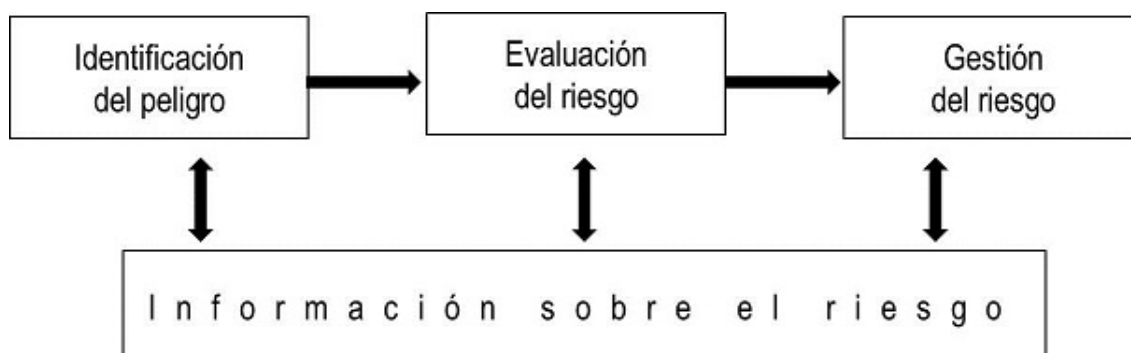 Identificación
del peligro
Evaluación
del riesgo
Gestión
del riesgo
Información sobre el riesgo